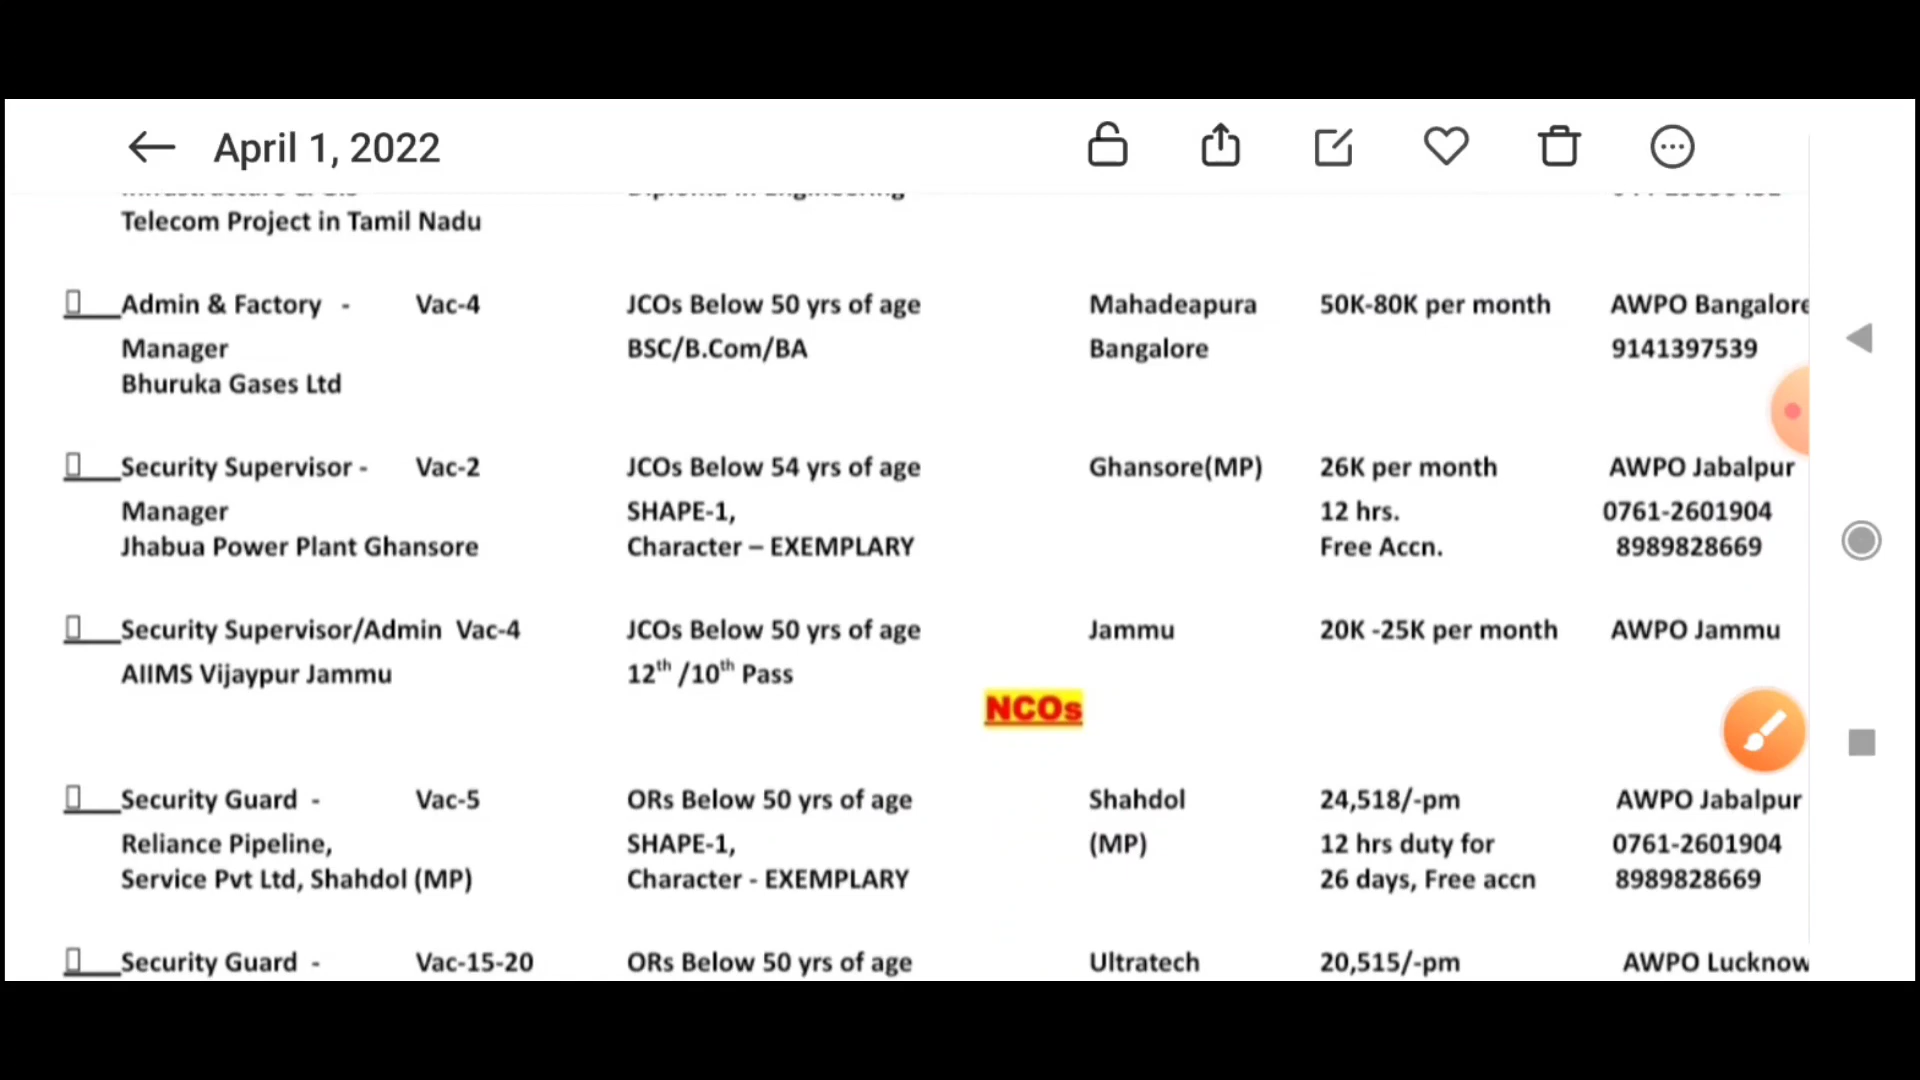 April 1, 2022
Telecom Project in Tamil Nadu
Admin & Factory - Vac-4 JCOs Below 50 yrs of age Mahadeapura 50K-80K per month AWPO Bangalore
Manager BSC/B.Com/BA Bangalore 9141397539
Bhuruka Gases Ltd
Security Supervisor - Vac-2 JCOs Below 54 yrs of age Ghansore(MP) 26K per month AWPO Jabalpur
Manager SHAPE-1, 12 hrs. 0761-2601904
Jhabua Power Plant Ghansore Character – EXEMPLARY Free Accn. 8989828669
Security Supervisor/Admin Vac-4 JCOs Below 50 yrs of age Jammu 20K -25K per month AWPO Jammu
AIIMS Vijaypur Jammu 12th /10th Pass
NCOs
Security Guard - Vac-5 ORs Below 50 yrs of age Shahdol 24,518/-pm AWPO Jabalpur
Reliance Pipeline, SHAPE-1, (MP) 12 hrs duty for 0761-2601904
Service Pvt Ltd, Shahdol (MP) Character - EXEMPLARY 26 days, Free accn 8989828669
Security Guard - Vac-15-20 ORs Below 50 yrs of age Ultratech 20,515/-pm AWPO Lucknow